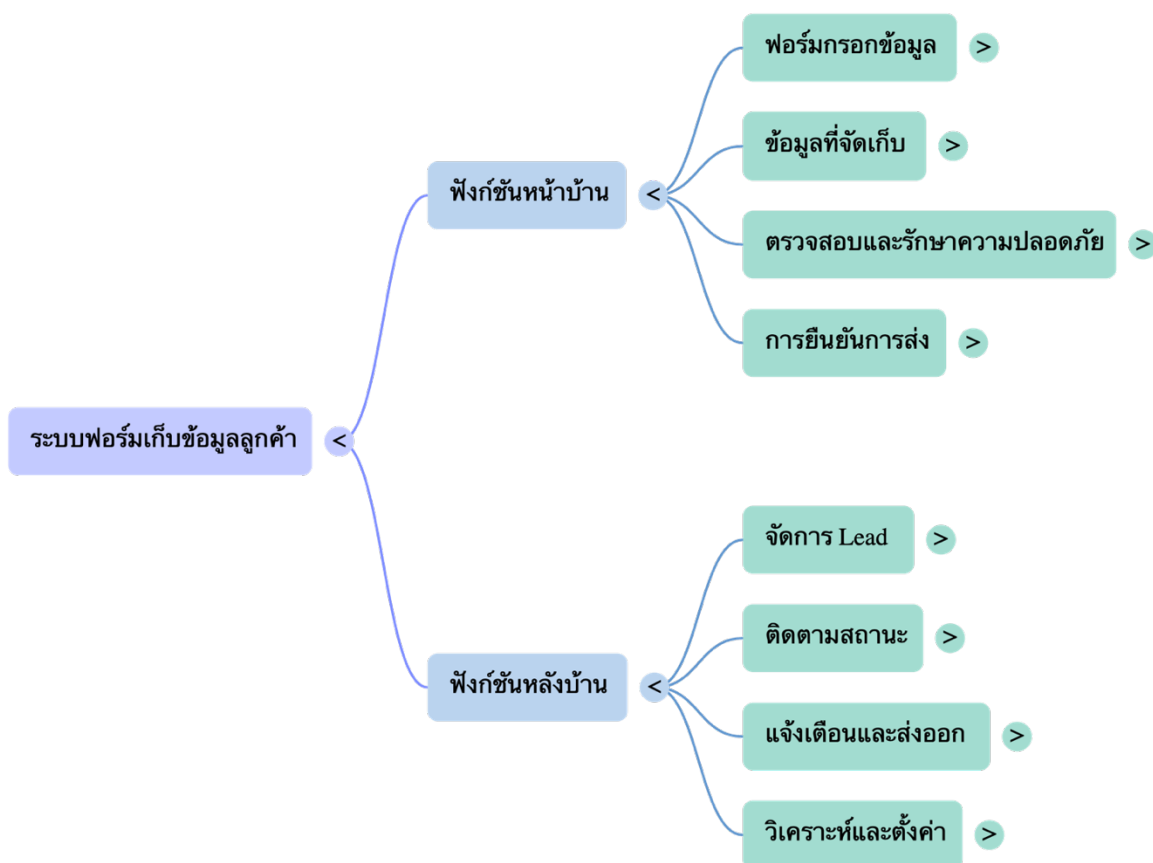 ระบบฟอร์มเก็บข้อมูลลูกค้า
<
ฟังก์ชันหน้าบ้าน
<
ฟอร์มกรอกข้อมูล
>
ข้อมูลที่จัดเก็บ
>
ตรวจสอบและรักษาความปลอดภัย
>
การยืนยันการส่ง
>
ฟังก์ชันหลังบ้าน
<
จัดการ Lead
>
ติดตามสถานะ
>
แจ้งเตือนและส่งออก
>
วิเคราะห์และตั้งค่า
>